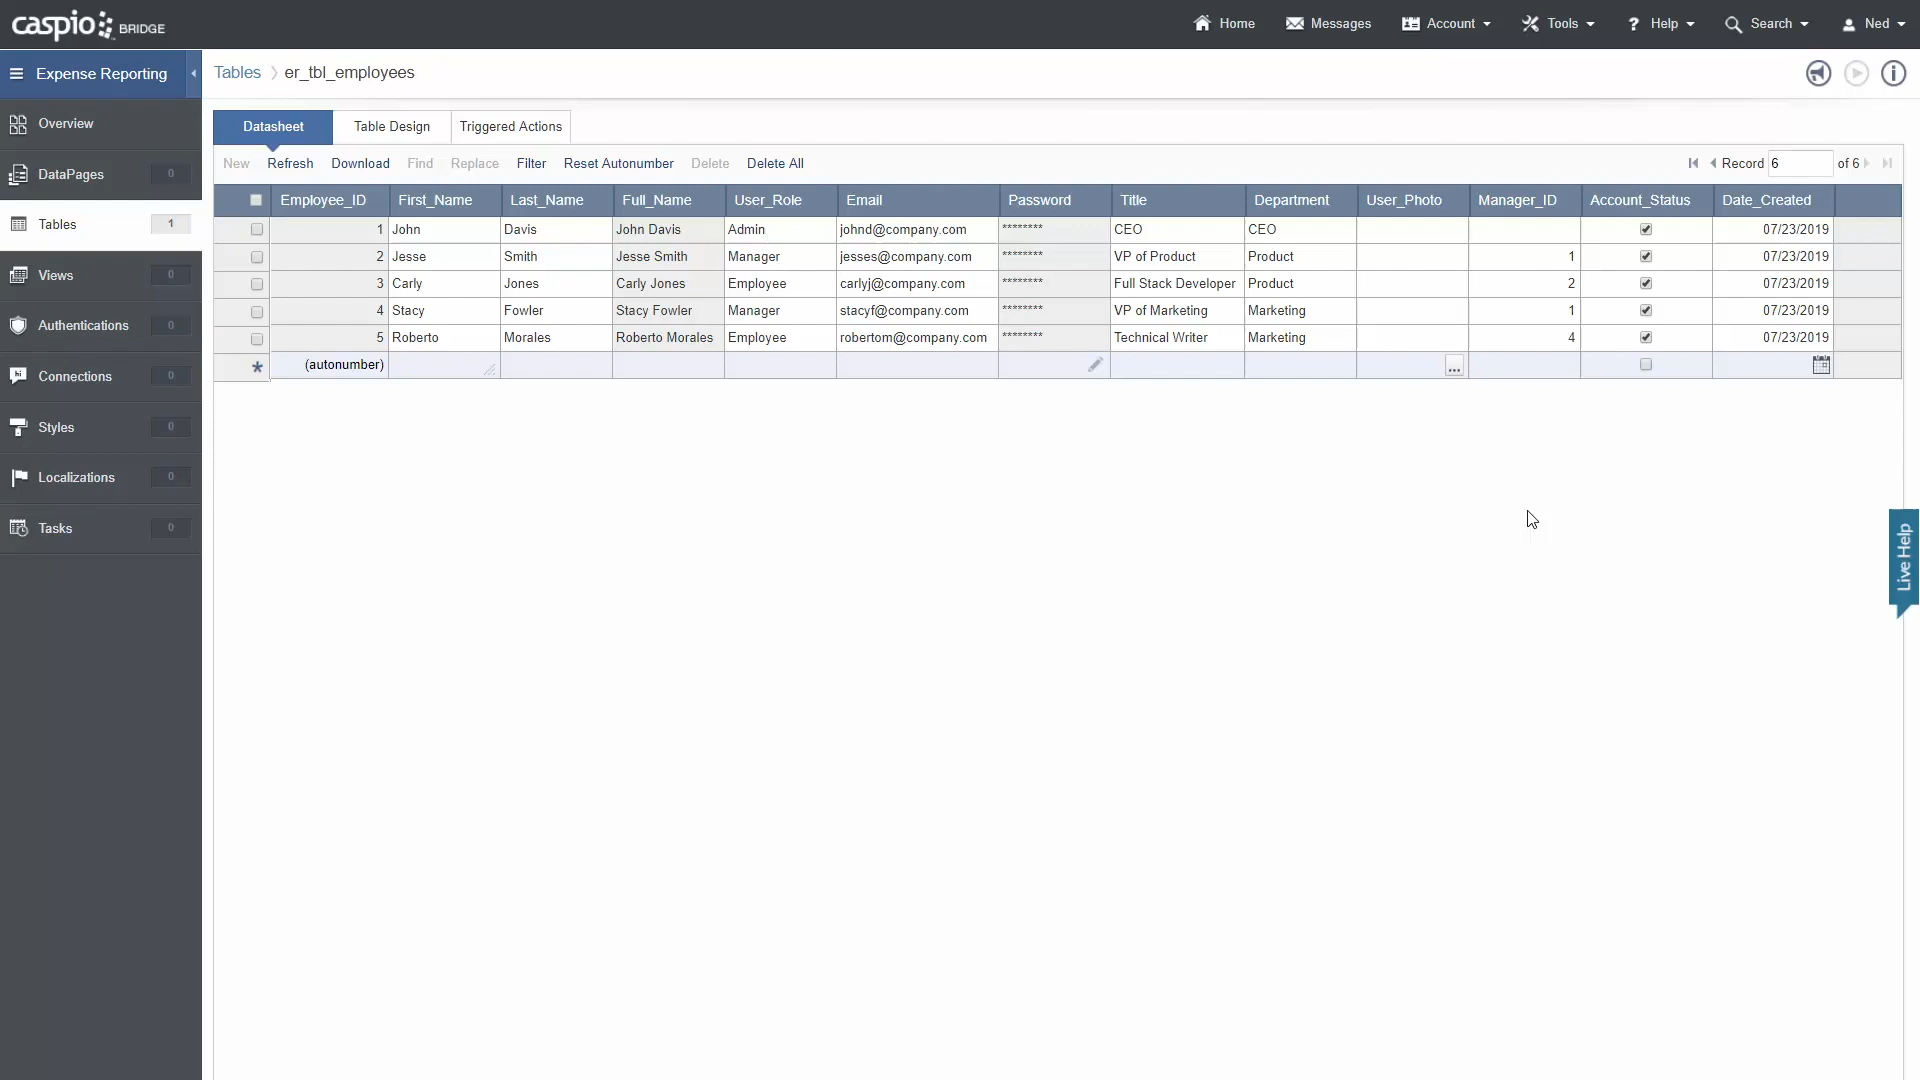 caspio BRIDGE
Home Messages Account Tools ? Help Search Ned
Expense Reporting
Tables er_tbl_employees
Overview
DataPages 0
Tables 1
Views 0
Authentications 0
Connections 0
Styles 0
Localizations 0
Tasks 0
Datasheet Table Design Triggered Actions
New Refresh Download Find Replace Filter Reset Autonumber Delete Delete All Record 6 of 6
Employee_ID First_Name Last_Name Full_Name User_Role Email Password Title Department User_Photo Manager_ID Account_Status Date_Created
1 John Davis John Davis Admin johnd@company.com ******** CEO CEO 07/23/2019
2 Jesse Smith Jesse Smith Manager jesses@company.com ******** VP of Product Product 1 07/23/2019
3 Carly Jones Carly Jones Employee carlyj@company.com ******** Full Stack Developer Product 2 07/23/2019
4 Stacy Fowler Stacy Fowler Manager stacyf@company.com ******** VP of Marketing Marketing 1 07/23/2019
5 Roberto Morales Roberto Morales Employee robertom@company.com ******** Technical Writer Marketing 4 07/23/2019
* (autonumber) ...
Live Help